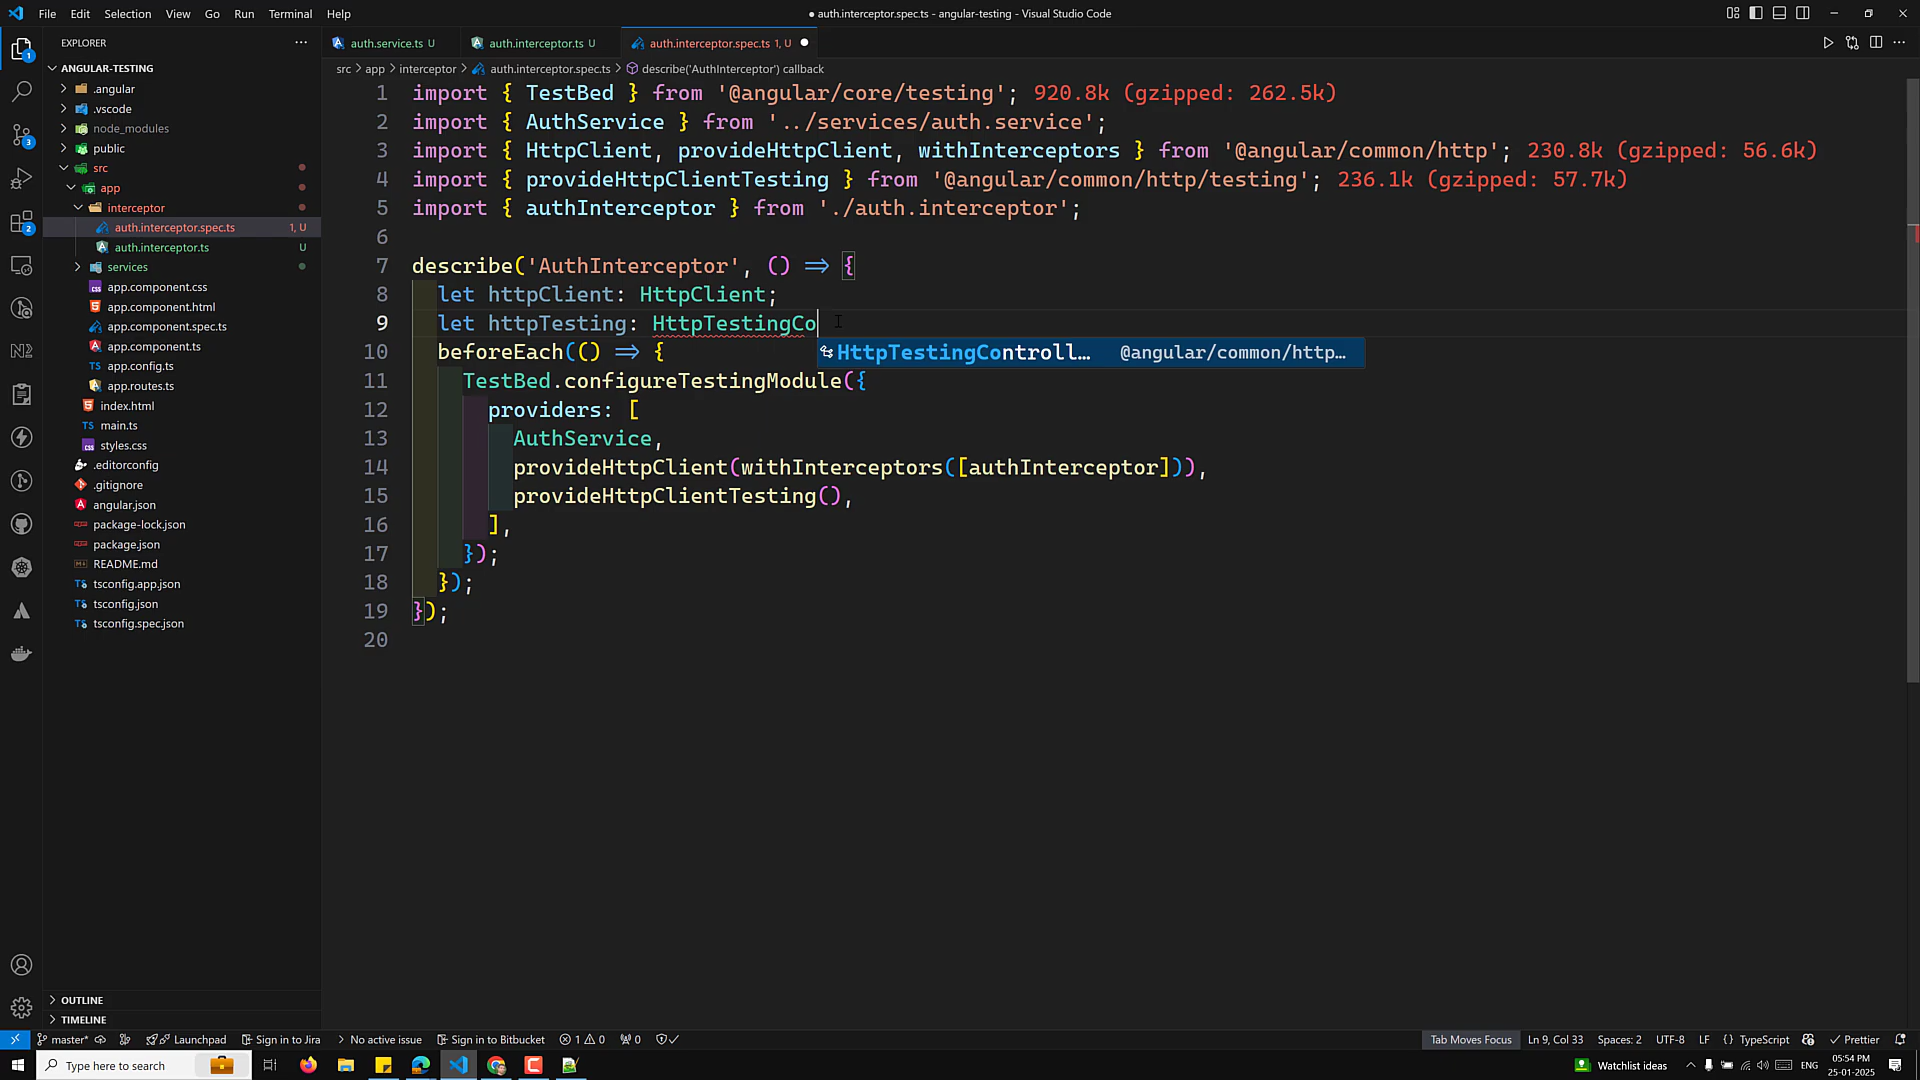 File Edit Selection View Go Run Terminal Help
● auth.interceptor.spec.ts - angular-testing - Visual Studio Code
EXPLORER
auth.service.ts U
auth.interceptor.ts U
auth.interceptor.spec.ts 1, U
src > app > interceptor > auth.interceptor.spec.ts > describe('AuthInterceptor') callback
ANGULAR-TESTING
.angular
.vscode
node_modules
public
src
app
interceptor
auth.interceptor.spec.ts 1, U
auth.interceptor.ts U
services
app.component.css
app.component.html
app.component.spec.ts
app.component.ts
app.config.ts
app.routes.ts
index.html
main.ts
styles.css
.editorconfig
.gitignore
angular.json
package-lock.json
package.json
README.md
tsconfig.app.json
tsconfig.json
tsconfig.spec.json
OUTLINE
TIMELINE
1 import { TestBed } from '@angular/core/testing'; 920.8k (gzipped: 262.5k)
2 import { AuthService } from '../services/auth.service';
3 import { HttpClient, provideHttpClient, withInterceptors } from '@angular/common/http'; 230.8k (gzipped: 56.6k)
4 import { provideHttpClientTesting } from '@angular/common/http/testing'; 236.1k (gzipped: 57.7k)
5 import { authInterceptor } from './auth.interceptor';
6
7 describe('AuthInterceptor', () => {
8 let httpClient: HttpClient;
9 let httpTesting: HttpTestingCo
10 beforeEach(() => {
HttpTestingControll… @angular/common/http…
11 TestBed.configureTestingModule({
12 providers: [
13 AuthService,
14 provideHttpClient(withInterceptors([authInterceptor])),
15 provideHttpClientTesting(),
16 ],
17 });
18 });
19 });
20
master* Launchpad Sign in to Jira No active issue Sign in to Bitbucket 1 0 0
Tab Moves Focus Ln 9, Col 33 Spaces: 2 UTF-8 LF {} TypeScript Prettier
Type here to search
Watchlist ideas ENG 05:54 PM
25-01-2025